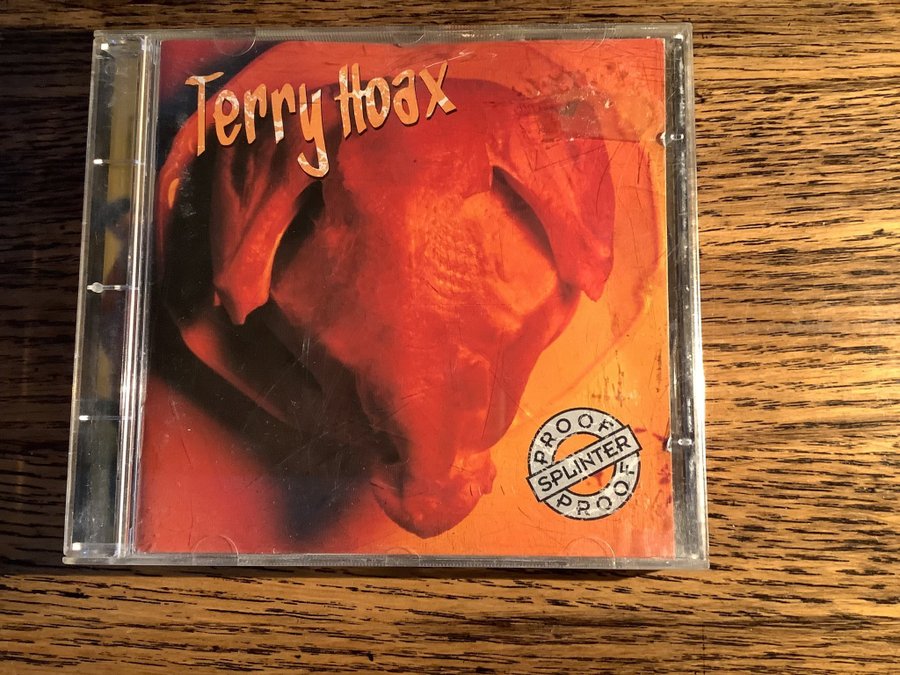 Terry Hoax
PROOF
SPLINTER
PROOF